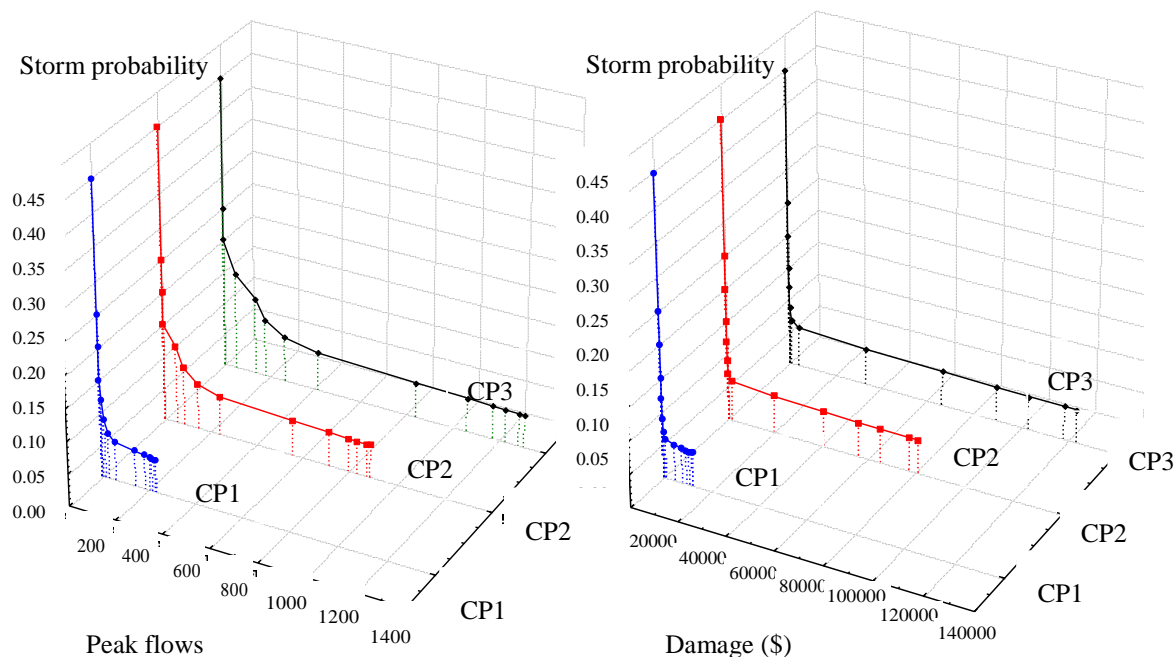 Storm probability
0.45
0.40
0.35
0.30
0.25
0.20
0.15
0.10
0.05
0.00
200
400
600
800
1000
1200
1400
CP3
CP2
CP1
CP2
CP1
Peak flows
Storm probability
0.45
0.40
0.35
0.30
0.25
0.20
0.15
0.10
0.05
20000
40000
60000
80000
100000
120000
140000
CP3
CP2
CP1
CP3
CP2
CP1
Damage ($)